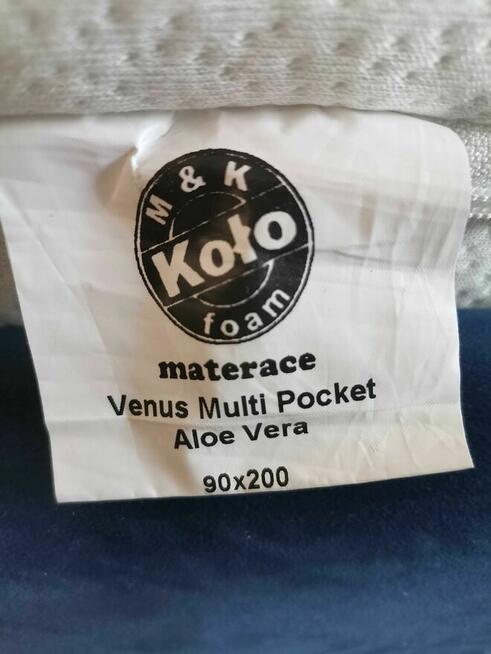 M & K
Koło
foam
materace
Venus Multi Pocket
Aloe Vera
90x200